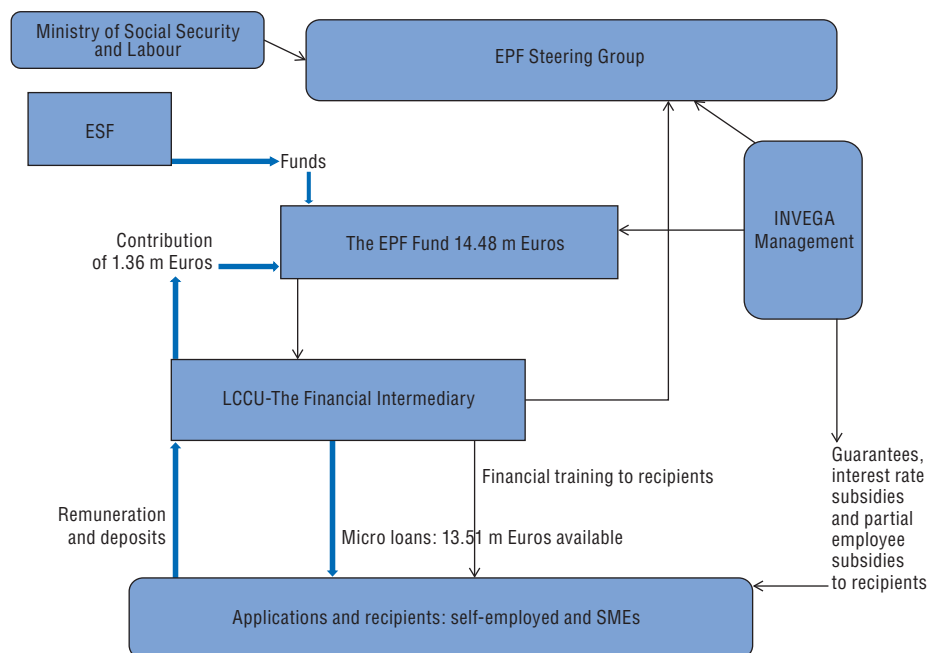 Ministry of Social Security
and Labour
EPF Steering Group
ESF
Funds
INVEGA
Management
Contribution
of 1.36 m Euros
The EPF Fund 14.48 m Euros
LCCU-The Financial Intermediary
Guarantees,
interest rate
subsidies
and partial
employee
subsidies
to recipients
Financial training to recipients
Remuneration
and deposits
Micro loans: 13.51 m Euros available
Applications and recipients: self-employed and SMEs